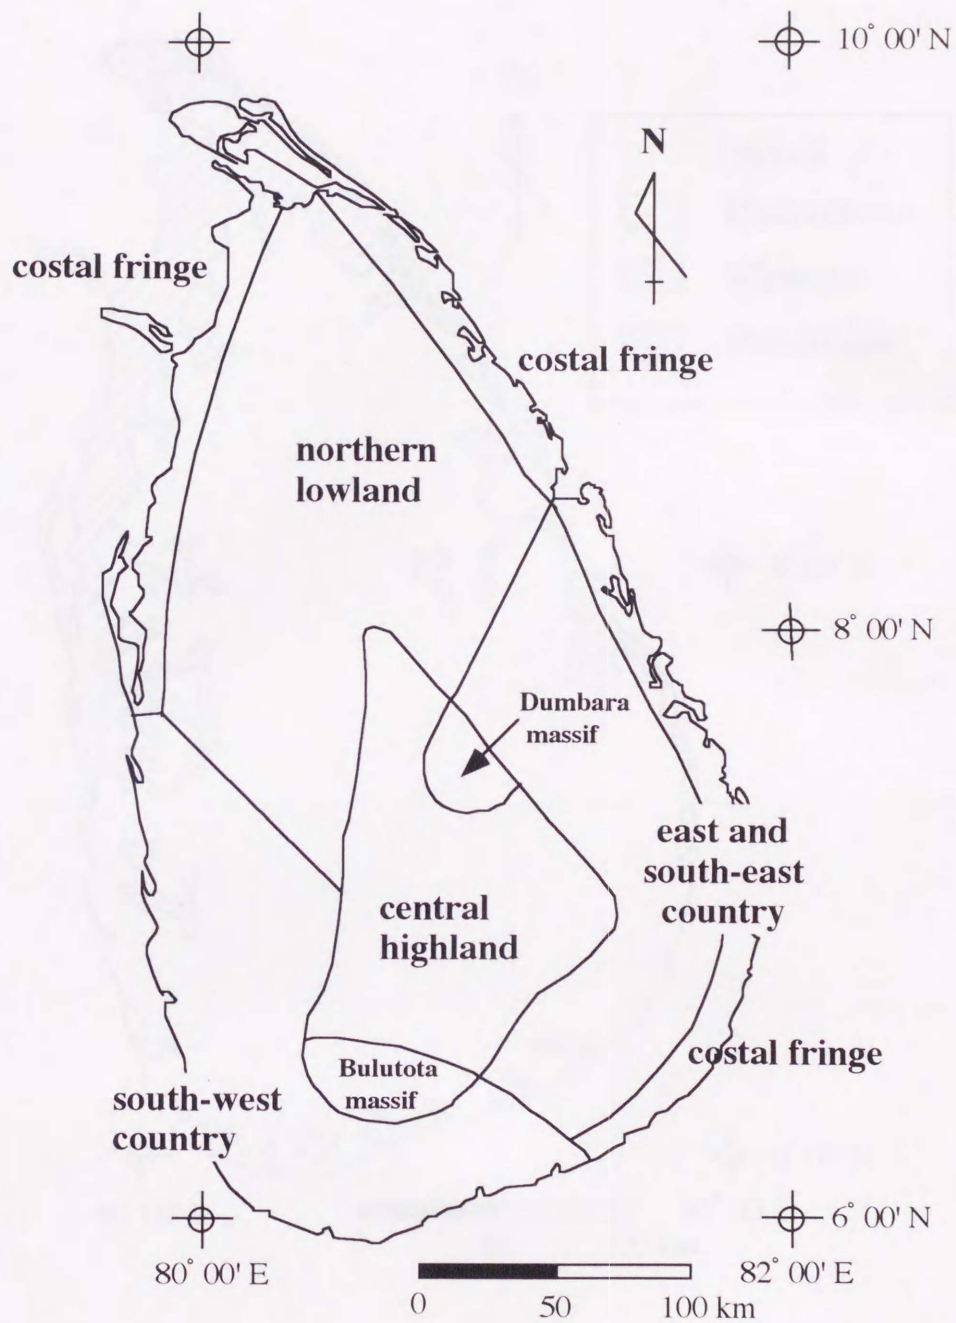 10° 00' N
N
costal fringe
costal fringe
northern
lowland
8° 00' N
Dumbara
massif
east and
south-east
country
central
highland
costal fringe
Bulutota
massif
south-west
country
6° 00' N
80° 00' E
82° 00' E
0 50 100 km